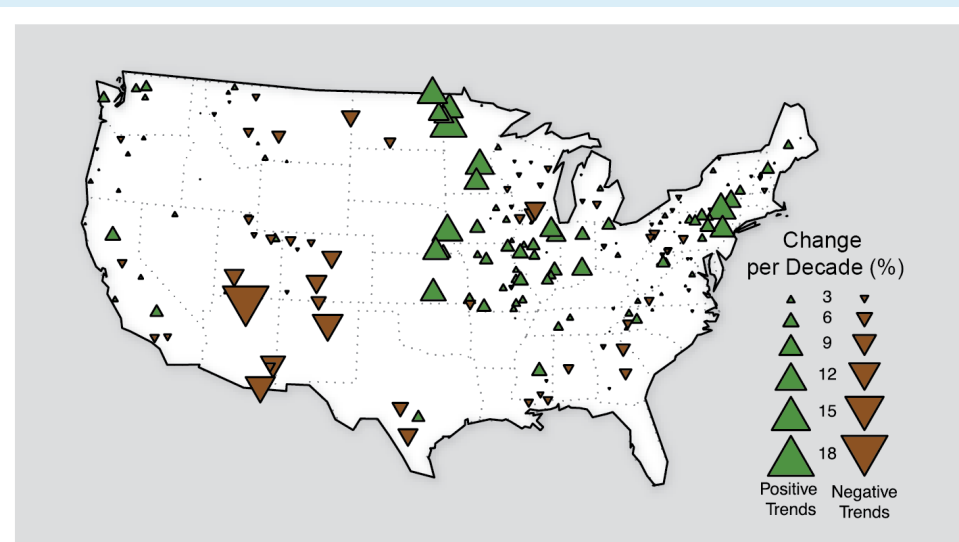 Change
per Decade (%)
3
6
9
12
15
18
Positive
Trends
Negative
Trends